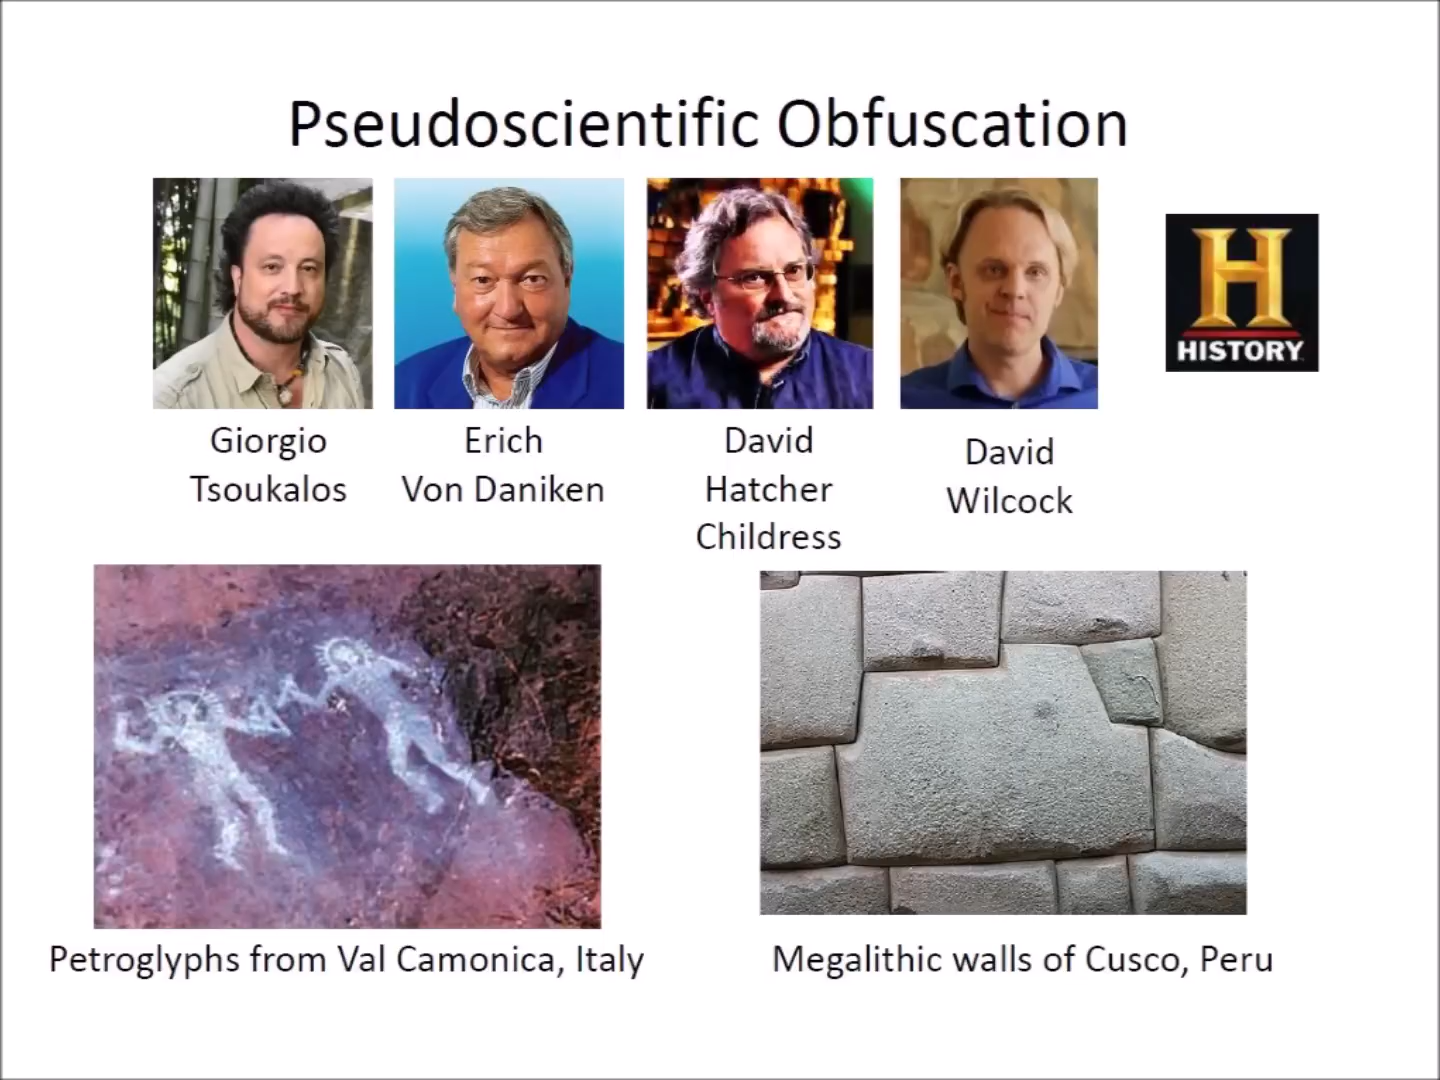 Pseudoscientific Obfuscation
HISTORY
Giorgio
Tsoukalos
Erich
Von Daniken
David
Hatcher
Childress
David
Wilcock
Petroglyphs from Val Camonica, Italy
Megalithic walls of Cusco, Peru